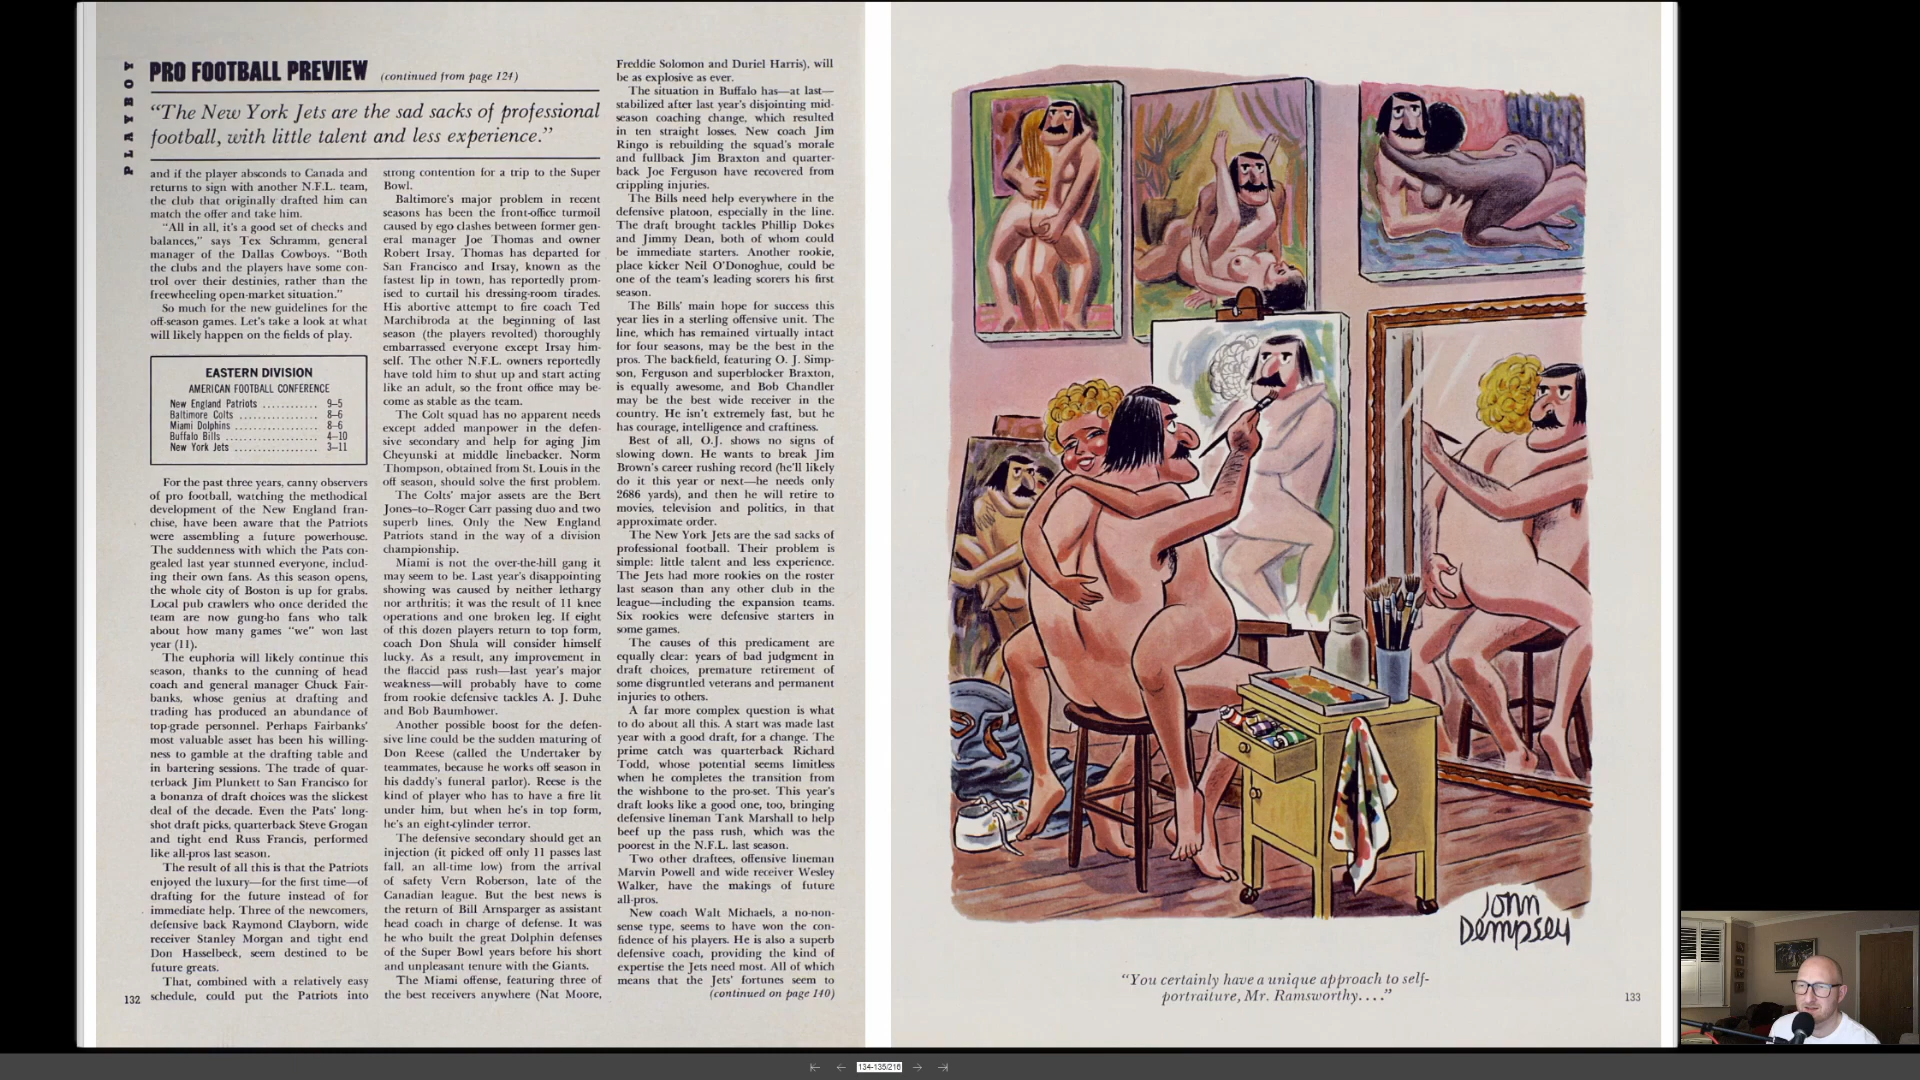 PLAYBOY
PRO FOOTBALL PREVIEW (continued from page 124)
“The New York Jets are the sad sacks of professional
football, with little talent and less experience.”
and if the player absconds to Canada and
returns to sign with another N.F.L. team,
the club that originally drafted him can
match the offer and take him.
“All in all, it’s a good set of checks and
balances,” says Tex Schramm, general
manager of the Dallas Cowboys. “Both
the clubs and the players have some con-
trol over their destinies, rather than the
freewheeling open-market situation.”
So much for the new guidelines for the
off-season games. Let’s take a look at what
will likely happen on the fields of play.
EASTERN DIVISION
AMERICAN FOOTBALL CONFERENCE
New England Patriots ........... 9–5
Baltimore Colts ................ 8–6
Miami Dolphins ................. 8–6
Buffalo Bills .................. 4–10
New York Jets .................. 3–11
For the past three years, canny observers
of pro football, watching the methodical
development of the New England fran-
chise, have been aware that the Patriots
were assembling a future powerhouse.
The suddenness with which the Pats con-
gealed last year stunned everyone, includ-
ing their own fans. As this season opens,
the whole city of Boston is up for grabs.
Local pub crawlers who once derided the
team are now gung-ho fans who talk
about how many games “we” won last
year (11).
The euphoria will likely continue this
season, thanks to the cunning of head
coach and general manager Chuck Fair-
banks, whose genius at drafting and
trading has produced an abundance of
top-grade personnel. Perhaps Fairbanks’
most valuable asset has been his willing-
ness to gamble at the drafting table and
in bartering sessions. The trade of quar-
terback Jim Plunkett to San Francisco for
a bonanza of draft choices was the slickest
deal of the decade. Even the Pats’ long-
shot draft picks, quarterback Steve Grogan
and tight end Russ Francis, performed
like all-pros last season.
The result of all this is that the Patriots
enjoyed the luxury—for the first time—of
drafting for the future instead of for
immediate help. Three of the newcomers,
defensive back Raymond Clayborn, wide
receiver Stanley Morgan and tight end
Don Hasselbeck, seem destined to be
future greats.
That, combined with a relatively easy
schedule, could put the Patriots into
132
strong contention for a trip to the Super
Bowl.
Baltimore’s major problem in recent
seasons has been the front-office turmoil
caused by ego clashes between former gen-
eral manager Joe Thomas and owner
Robert Irsay. Thomas has departed for
San Francisco and Irsay, known as the
fastest lip in town, has reportedly prom-
ised to curtail his dressing-room tirades.
His abortive attempt to fire coach Ted
Marchibroda at the beginning of last
season (the players revolted) thoroughly
embarrassed everyone except Irsay him-
self. The other N.F.L. owners reportedly
have told him to shut up and start acting
like an adult, so the front office may be-
come as stable as the team.
The Colt squad has no apparent needs
except added manpower in the defen-
sive secondary and help for aging Jim
Cheyunski at middle linebacker. Norm
Thompson, obtained from St. Louis in the
off season, should solve the first problem.
The Colts’ major assets are the Bert
Jones–to–Roger Carr passing duo and two
superb lines. Only the New England
Patriots stand in the way of a division
championship.
Miami is not the over-the-hill gang it
may seem to be. Last year’s disappointing
showing was caused by neither lethargy
nor arthritis; it was the result of 11 knee
operations and one broken leg. If eight
of this dozen players return to top form,
coach Don Shula will consider himself
lucky. As a result, any improvement in
the flaccid pass rush—last year’s major
weakness—will probably have to come
from rookie defensive tackles A. J. Duhe
and Bob Baumhower.
Another possible boost for the defen-
sive line could be the sudden maturing of
Don Reese (called the Undertaker by
teammates, because he works off season in
his daddy’s funeral parlor). Reese is the
kind of player who has to have a fire lit
under him, but when he’s in top form,
he’s an eight-cylinder terror.
The defensive secondary should get an
injection (it picked off only 11 passes last
fall, an all-time low) from the arrival
of safety Vern Roberson, late of the
Canadian league. But the best news is
the return of Bill Arnsparger as assistant
head coach in charge of defense. It was
he who built the great Dolphin defenses
of the Super Bowl years before his short
and unpleasant tenure with the Giants.
The Miami offense, featuring three of
the best receivers anywhere (Nat Moore,
Freddie Solomon and Duriel Harris), will
be as explosive as ever.
The situation in Buffalo has—at last—
stabilized after last year’s disjointing mid-
season coaching change, which resulted
in ten straight losses. New coach Jim
Ringo is rebuilding the squad’s morale
and fullback Jim Braxton and quarter-
back Joe Ferguson have recovered from
crippling injuries.
The Bills need help everywhere in the
defensive platoon, especially in the line.
The draft brought tackles Phillip Dokes
and Jimmy Dean, both of whom could
be immediate starters. Another rookie,
place kicker Neil O’Donoghue, could be
one of the team’s leading scorers his first
season.
The Bills’ main hope for success this
year lies in a sterling offensive unit. The
line, which has remained virtually intact
for four seasons, may be the best in the
pros. The backfield, featuring O. J. Simp-
son, Ferguson and superblocker Braxton,
is equally awesome, and Bob Chandler
may be the best wide receiver in the
country. He isn’t extremely fast, but he
has courage, intelligence and craftiness.
Best of all, O.J. shows no signs of
slowing down. He wants to break Jim
Brown’s career rushing record (he’ll likely
do it this year or next—he needs only
2686 yards), and then he will retire to
movies, television and politics, in that
approximate order.
The New York Jets are the sad sacks of
professional football. Their problem is
simple: little talent and less experience.
The Jets had more rookies on the roster
last season than any other club in the
league—including the expansion teams.
Six rookies were defensive starters in
some games.
The causes of this predicament are
equally clear: years of bad judgment in
draft choices, premature retirement of
some disgruntled veterans and permanent
injuries to others.
A far more complex question is what
to do about all this. A start was made last
year with a good draft, for a change. The
prime catch was quarterback Richard
Todd, whose potential seems limitless
when he completes the transition from
the wishbone to the pro-set. This year’s
draft looks like a good one, too, bringing
defensive lineman Tank Marshall to help
beef up the pass rush, which was the
poorest in the N.F.L. last season.
Two other draftees, offensive lineman
Marvin Powell and wide receiver Wesley
Walker, have the makings of future
all-pros.
New coach Walt Michaels, a no-non-
sense type, seems to have won the con-
fidence of his players. He is also a superb
defensive coach, providing the kind of
expertise the Jets need most. All of which
means that the Jets’ fortunes seem to
(continued on page 140)
John
Dempsey
“You certainly have a unique approach to self-
portraiture, Mr. Ramsworthy. . . .”
133
134-135/216